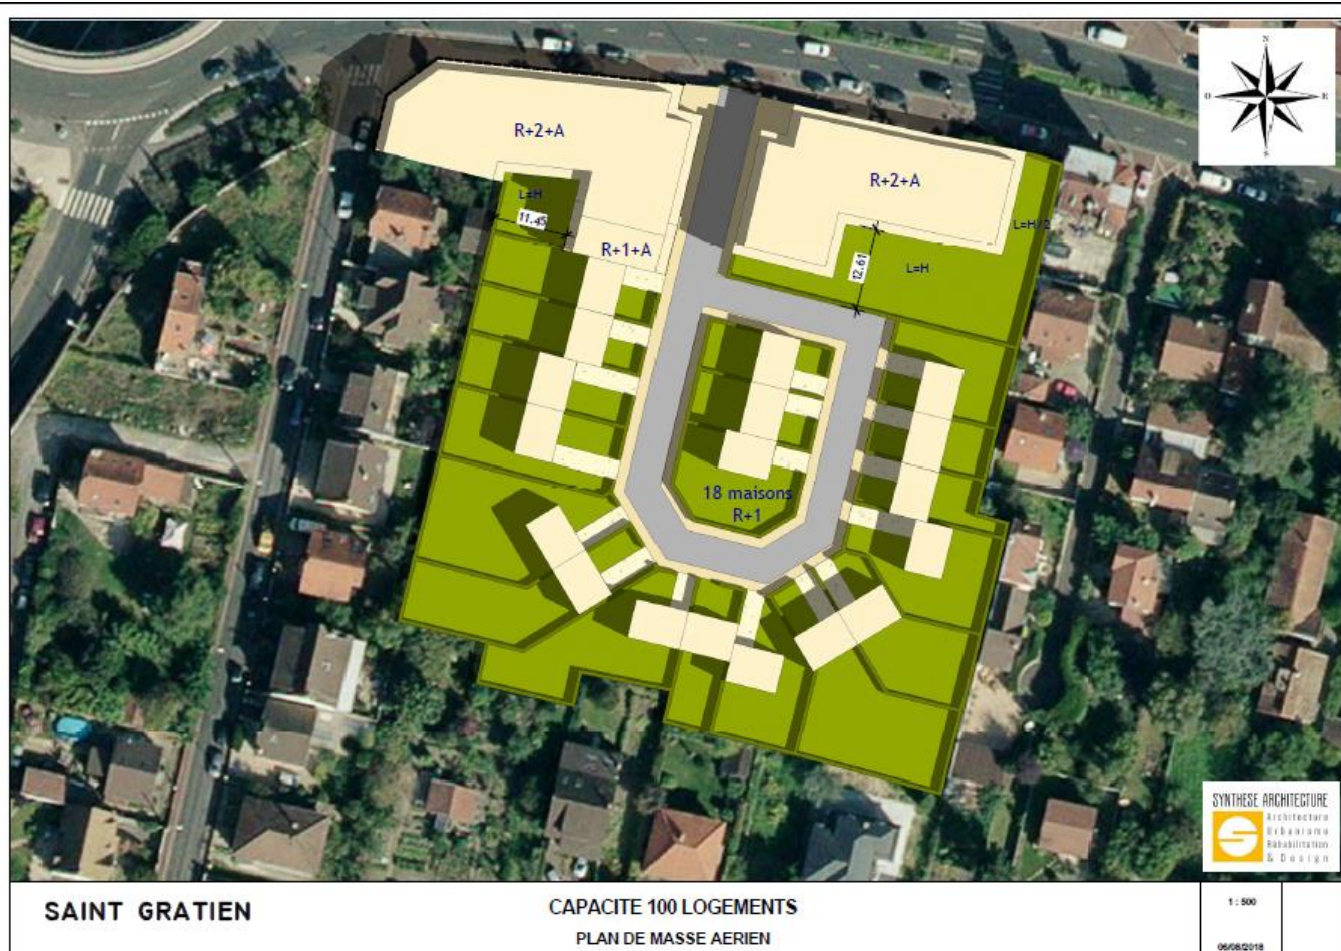 N
O
E
S
R+2+A
R+2+A
L=H
11.45
R+1+A
L=H/2
L=H
12.61
18 maisons
R+1
SYNTHESE ARCHITECTURE
Architecture
Urbanisme
Réhabilitation
& Design
SAINT GRATIEN
CAPACITE 100 LOGEMENTS
PLAN DE MASSE AERIEN
1 : 500
06/08/2018